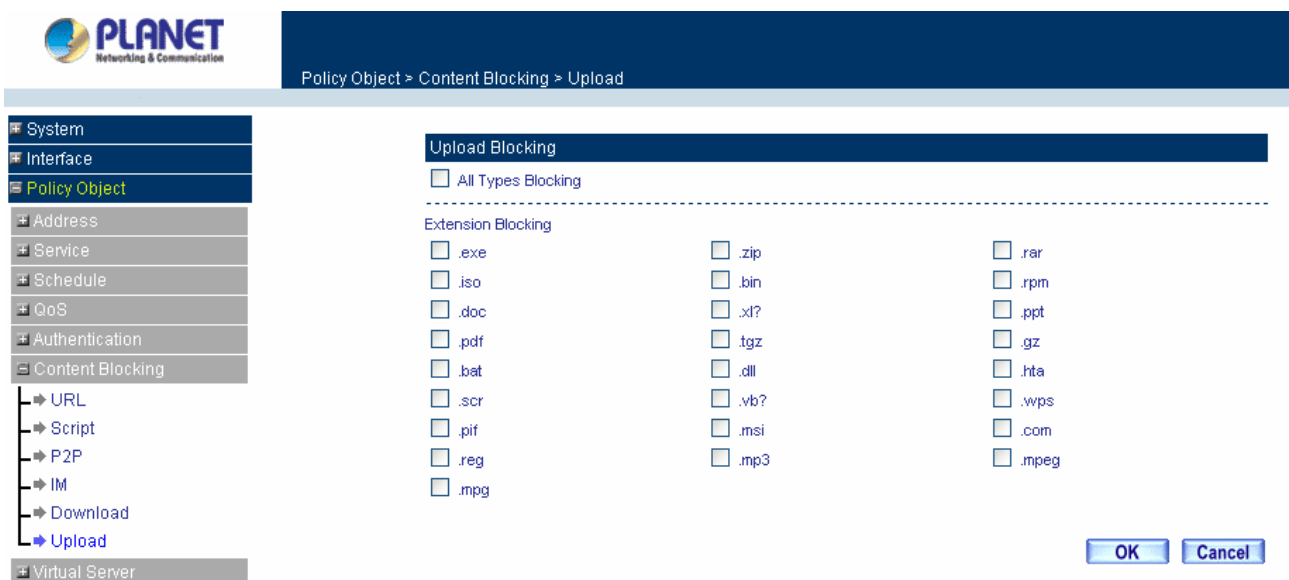 PLANET
Networking & Communication
Policy Object > Content Blocking > Upload
System
Interface
Policy Object
Address
Service
Schedule
QoS
Authentication
Content Blocking
URL
Script
P2P
IM
Download
Upload
Virtual Server
Upload Blocking
All Types Blocking
Extension Blocking
.exe .zip .rar
.iso .bin .rpm
.doc .xl? .ppt
.pdf .tgz .gz
.bat .dll .hta
.scr .vb? .wps
.pif .msi .com
.reg .mp3 .mpeg
.mpg
OK Cancel